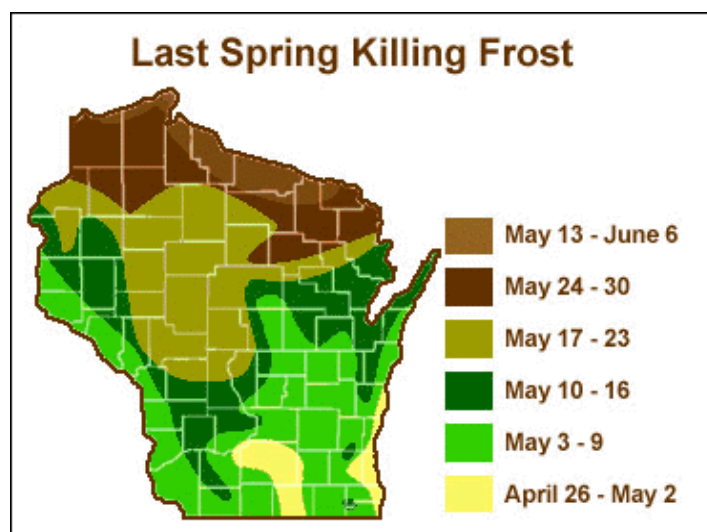 Last Spring Killing Frost
May 13 - June 6
May 24 - 30
May 17 - 23
May 10 - 16
May 3 - 9
April 26 - May 2